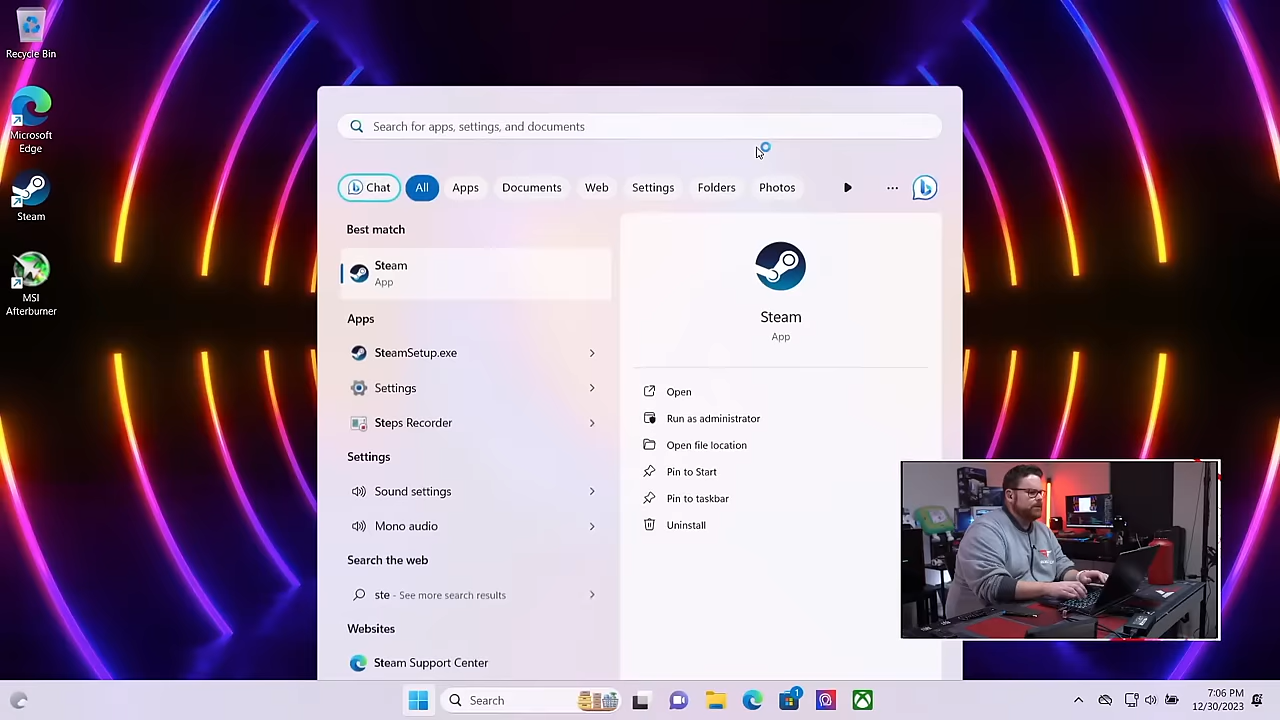 Recycle Bin
Microsoft
Edge
Steam
MSI
Afterburner
Search for apps, settings, and documents
Chat
All
Apps
Documents
Web
Settings
Folders
Photos
Best match
Steam
App
Apps
SteamSetup.exe
Settings
Steps Recorder
Settings
Sound settings
Mono audio
Search the web
ste - See more search results
Websites
Steam Support Center
Steam
App
Open
Run as administrator
Open file location
Pin to Start
Pin to taskbar
Uninstall
Search
1
7:06 PM
12/30/2023